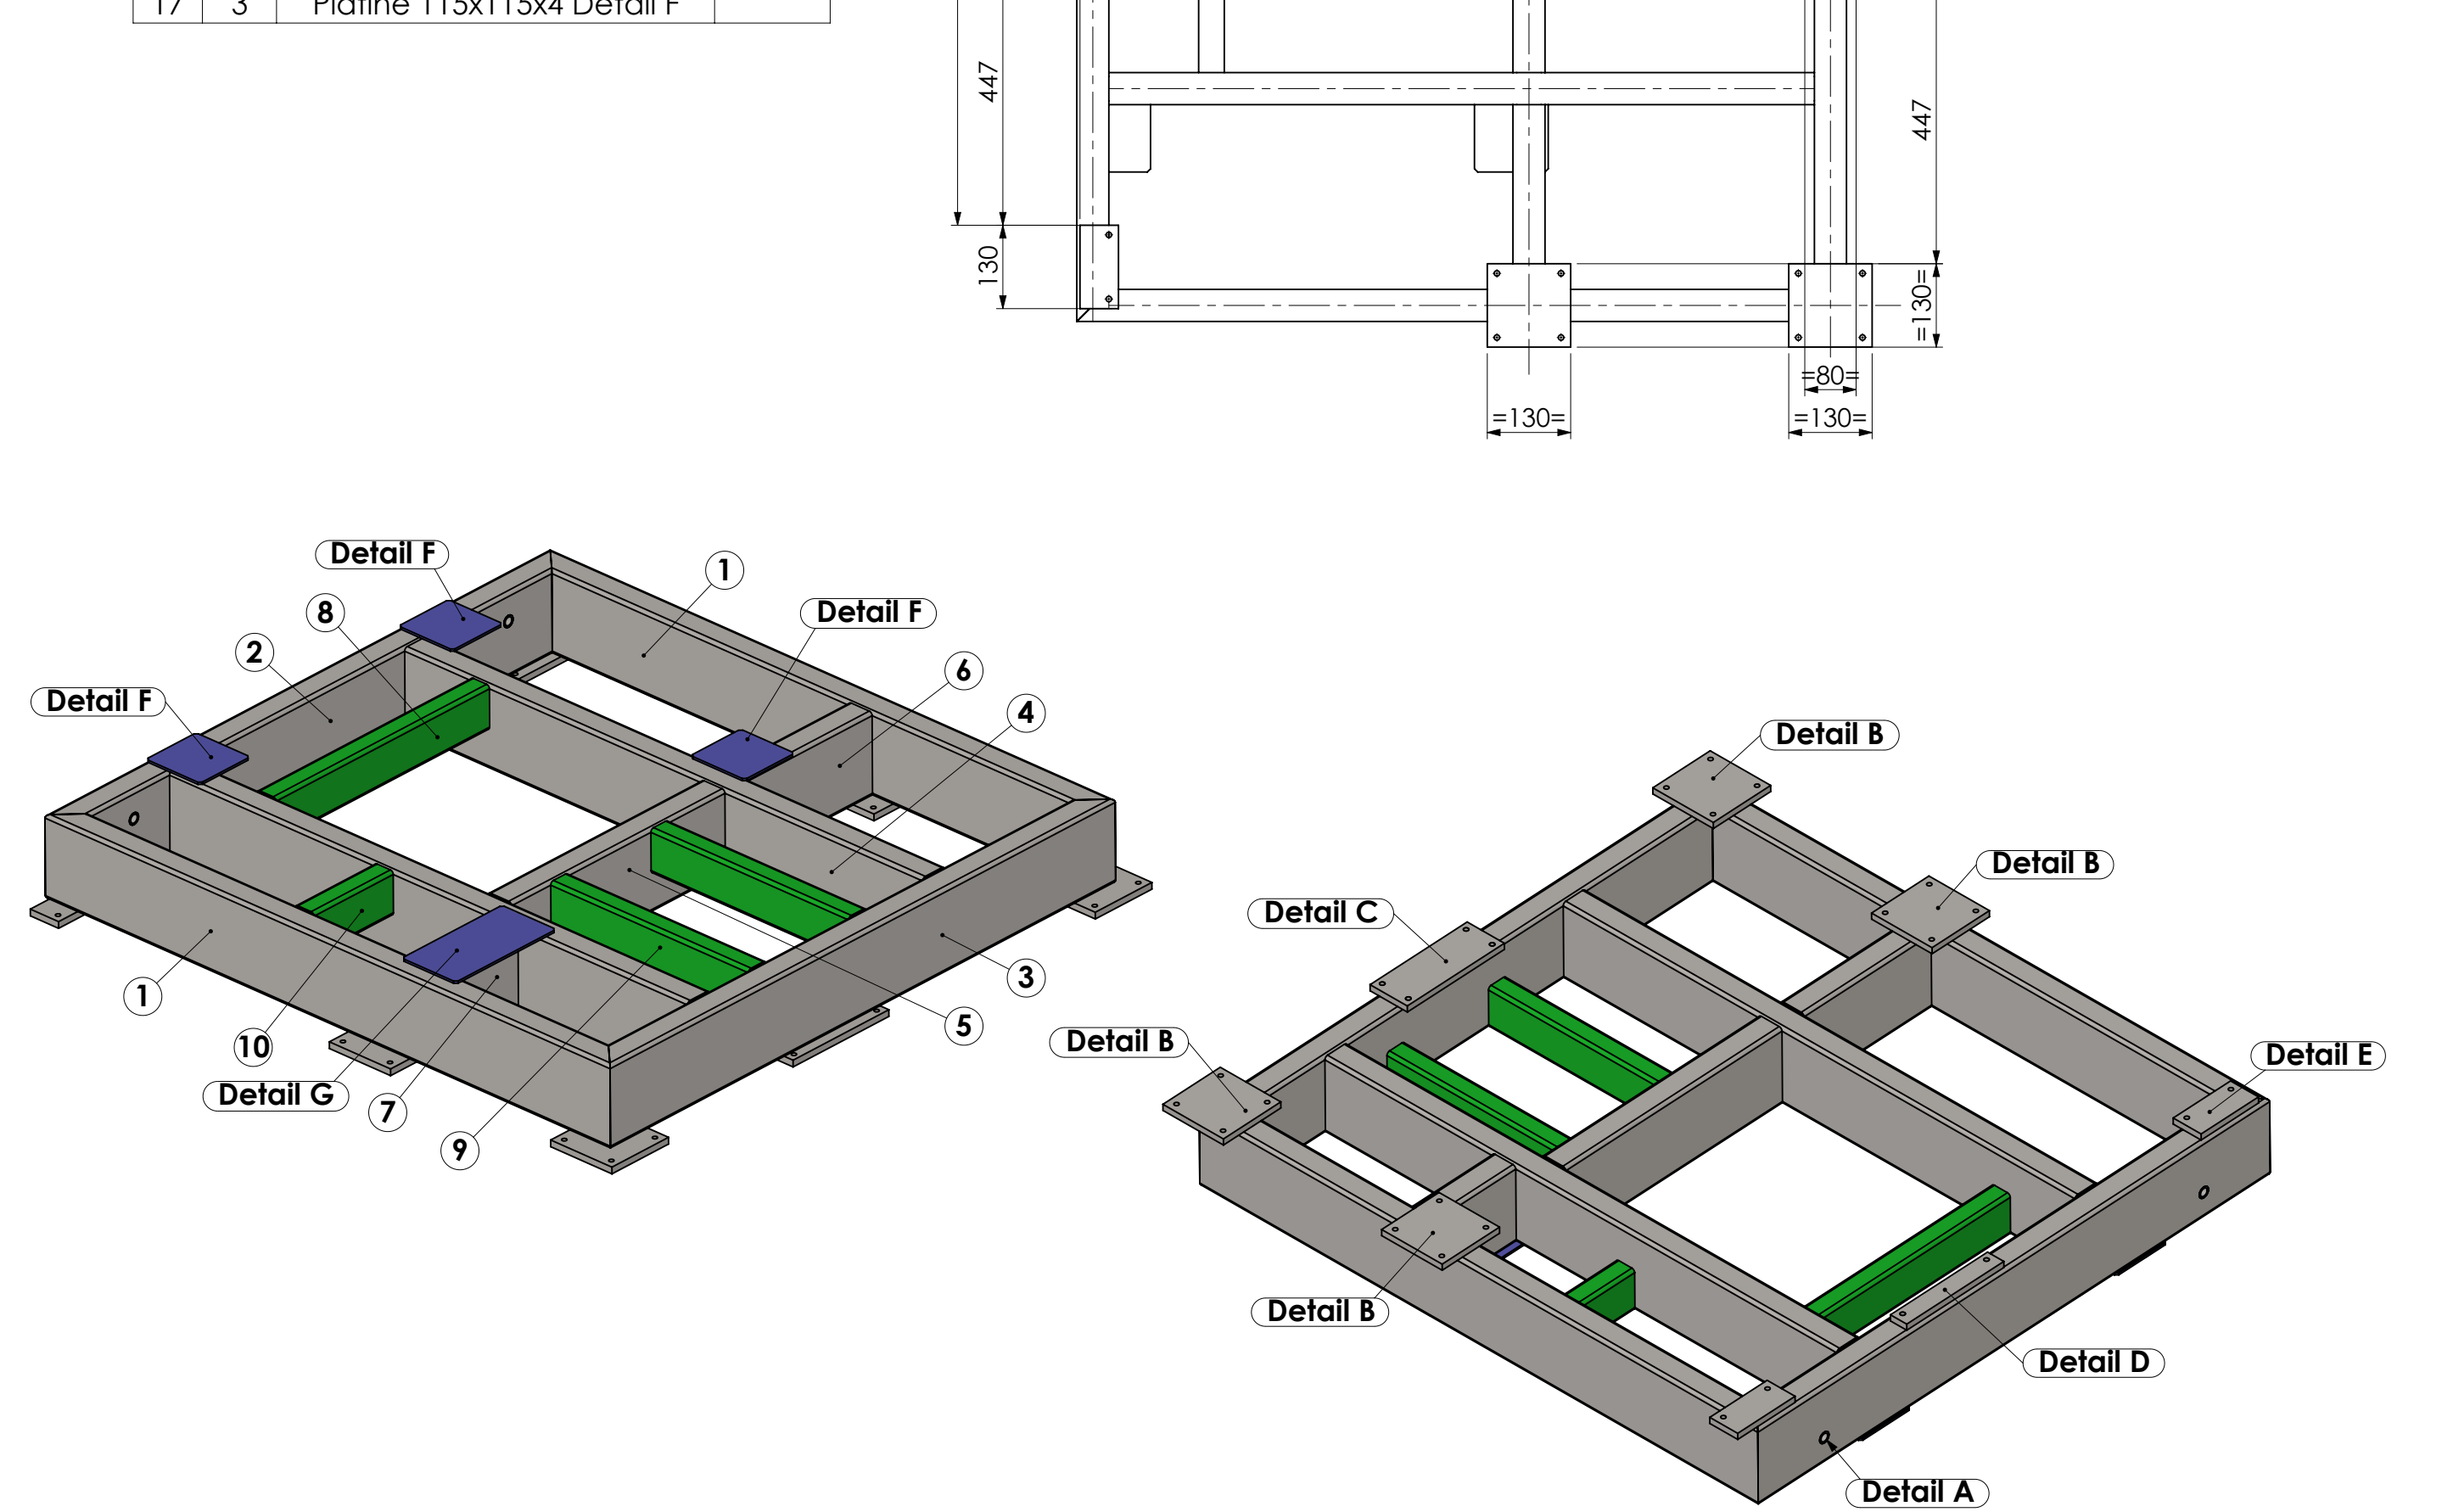 17 3 Platine 115x115x4 Detail F
447
447
130
=130=
=80=
=130=
=130=
Detail F
1
8
Detail F
2
6
Detail F
4
Detail B
Detail B
Detail C
3
1
5
10
Detail B
Detail E
Detail G
7
9
Detail B
Detail D
Detail A